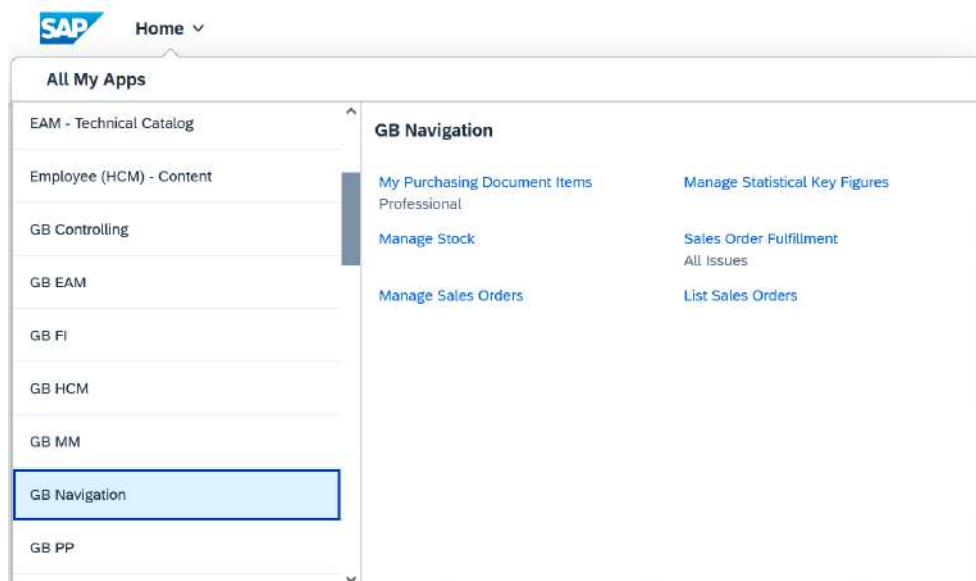 SAP
Home
All My Apps
EAM - Technical Catalog
Employee (HCM) - Content
GB Controlling
GB EAM
GB FI
GB HCM
GB MM
GB Navigation
GB PP
GB Navigation
My Purchasing Document Items
Professional
Manage Statistical Key Figures
Manage Stock
Sales Order Fulfillment
All Issues
Manage Sales Orders
List Sales Orders